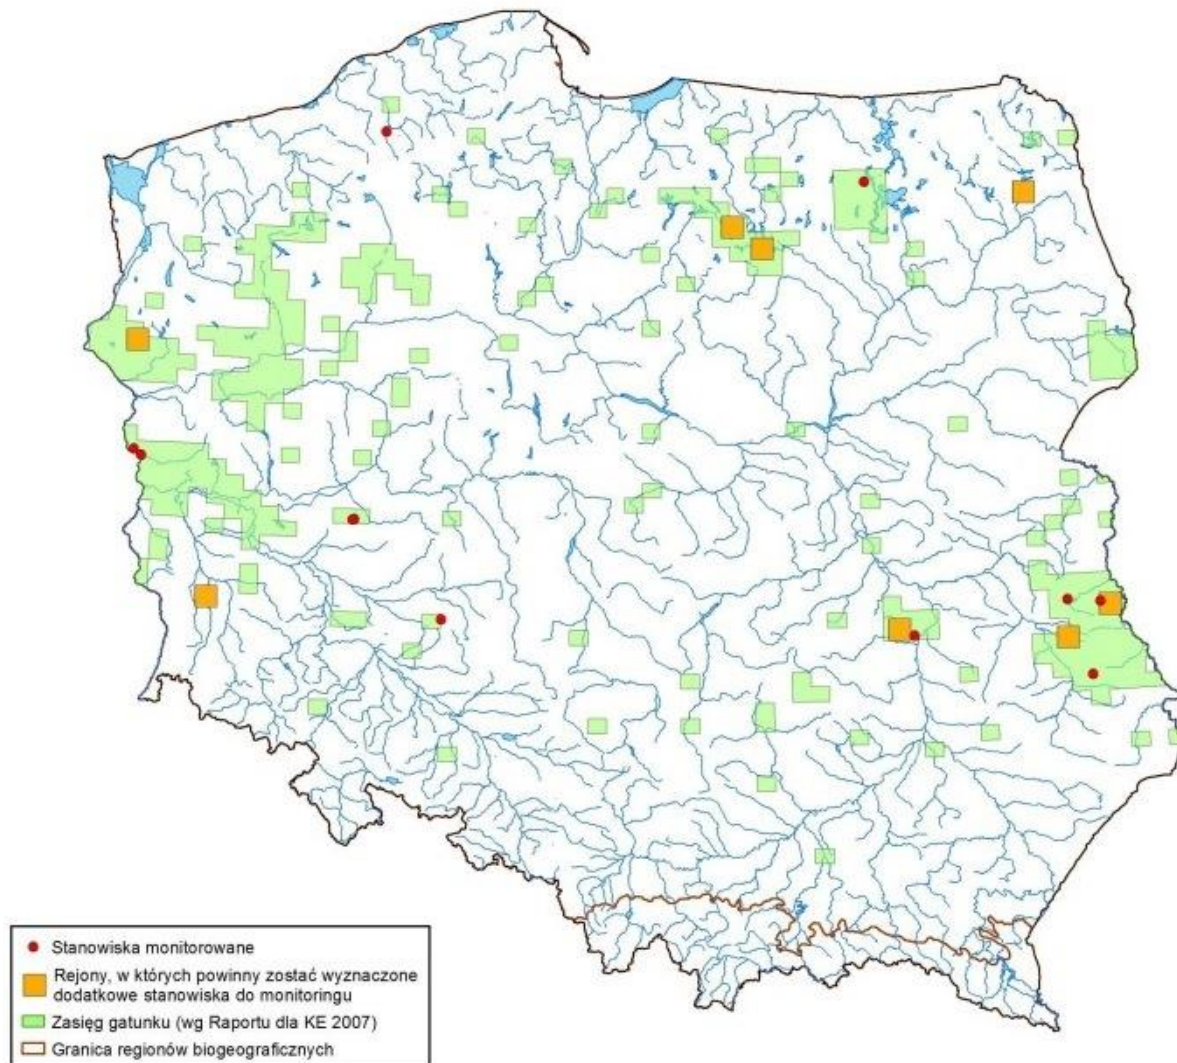 Stanowiska monitorowane
Rejony, w których powinny zostać wyznaczone
dodatkowe stanowiska do monitoringu
Zasięg gatunku (wg Raportu dla KE 2007)
Granica regionów biogeograficznych